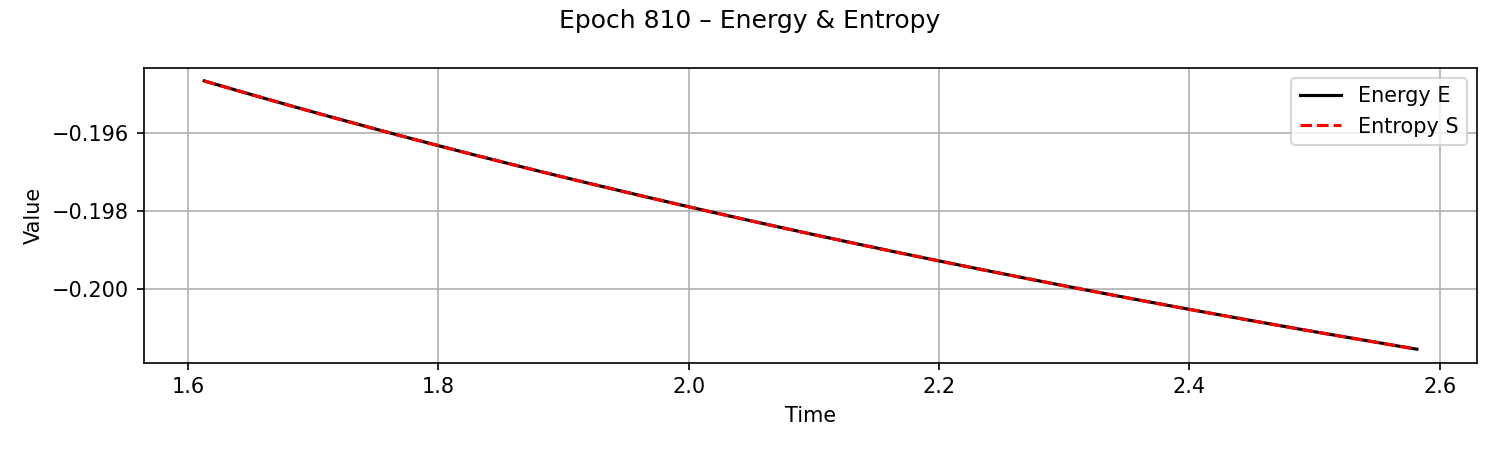 Epoch 810 – Energy & Entropy
Energy E
Entropy S
Value
−0.196
−0.198
−0.200
1.6 1.8 2.0 2.2 2.4 2.6
Time